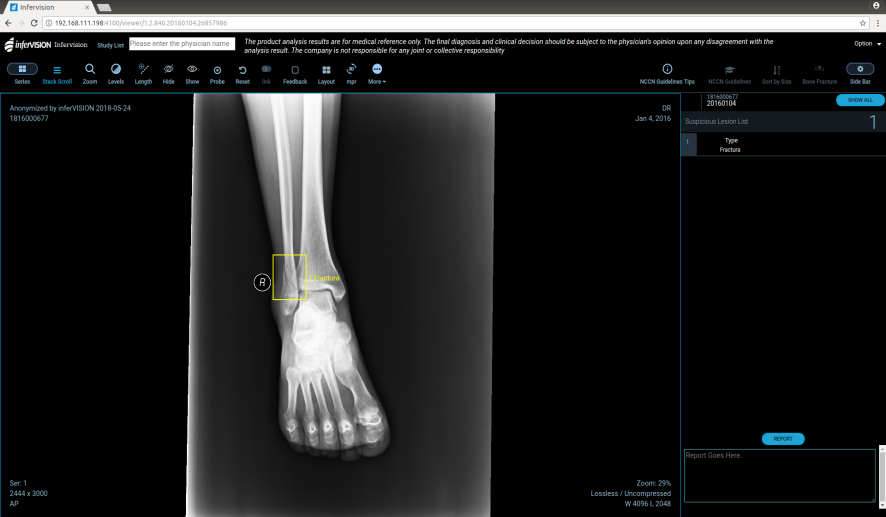 Infervision
192.168.111.198:4100/viewer/1.2.840.20160104.26857986
inferVISION Infervision Study List Please enter the physician name
The product analysis results are for medical reference only. The final diagnosis and clinical decision should be subject to the physician's opinion upon any disagreement with the
analysis result. The company is not responsible for any joint or collective responsibility
Option
Series Stack Scroll Zoom Levels Length Hide Show Probe Reset link Feedback Layout mpr More
NCCN Guidelines Tips NCCN Guidelines Sort by Size Bone Fracture Side Bar
Anonymized by inferVISION 2018-05-24
1816000677
DR
Jan 4, 2016
1816000677
20160104
SHOW ALL
Suspicious Lesion List 1
1 Type
Fractura
R
1.Fractura
REPORT
Report Goes Here.
Ser: 1
2444 x 3000
AP
Zoom: 29%
Lossless / Uncompressed
W 4096 L 2048